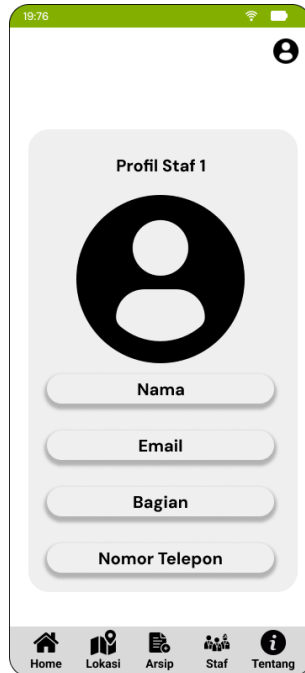 19:76
Profil Staf 1
Nama
Email
Bagian
Nomor Telepon
Home Lokasi Arsip Staf Tentang